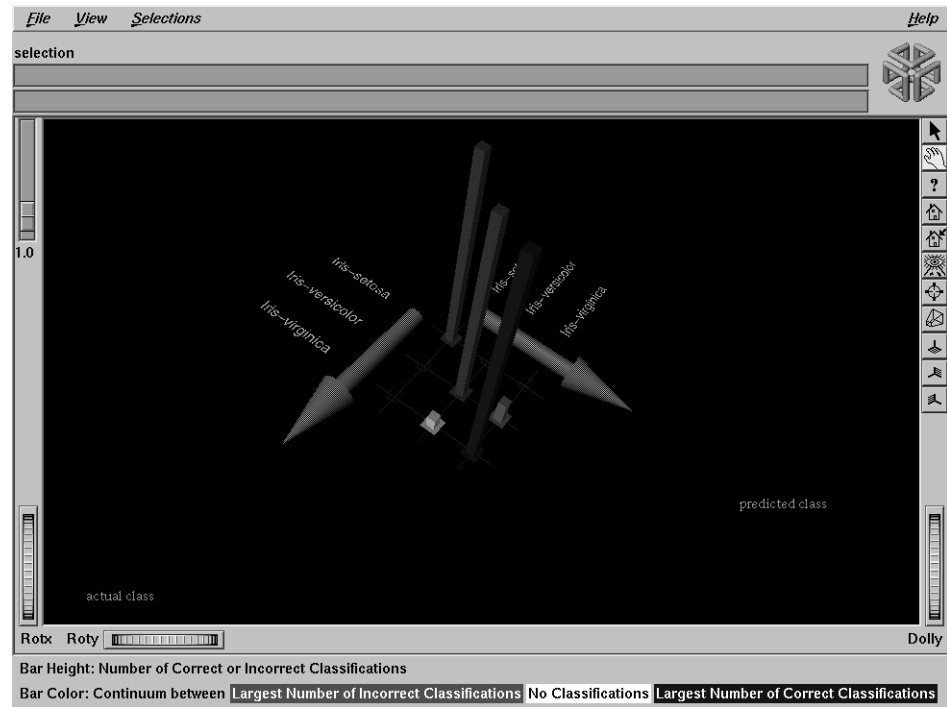 File View Selections Help
selection
1.0
Iris-setosa
Iris-versicolor
Iris-virginica
Iris-versicolor
Iris-virginica
predicted class
actual class
Rotx Roty Dolly
Bar Height: Number of Correct or Incorrect Classifications
Bar Color: Continuum between Largest Number of Incorrect Classifications No Classifications Largest Number of Correct Classifications